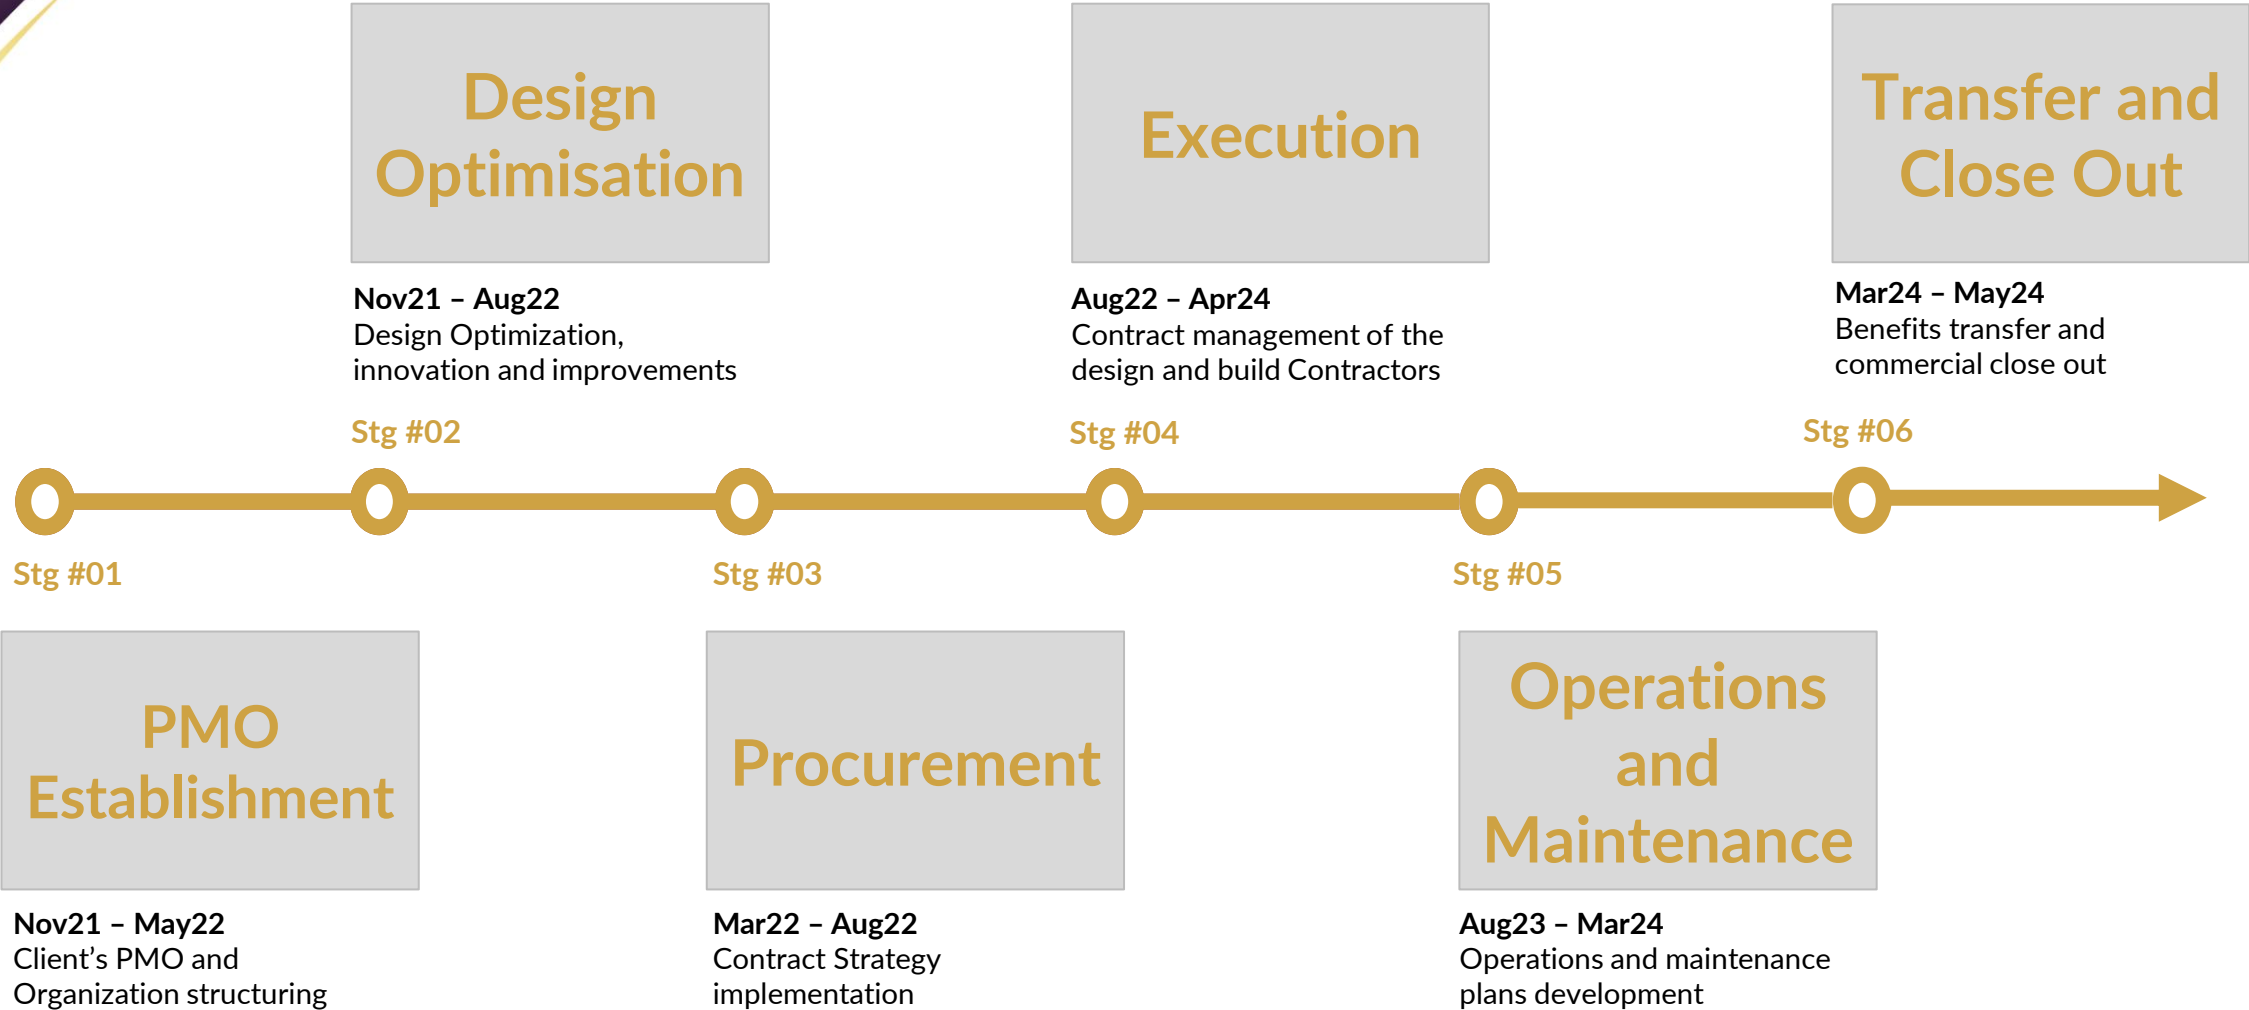 Design
Optimisation
Nov21 – Aug22
Design Optimization,
innovation and improvements
Stg #02
Execution
Aug22 – Apr24
Contract management of the
design and build Contractors
Stg #04
Transfer and
Close Out
Mar24 – May24
Benefits transfer and
commercial close out
Stg #06
Stg #01
PMO
Establishment
Nov21 – May22
Client’s PMO and
Organization structuring
Stg #03
Procurement
Mar22 – Aug22
Contract Strategy
implementation
Stg #05
Operations
and
Maintenance
Aug23 – Mar24
Operations and maintenance
plans development